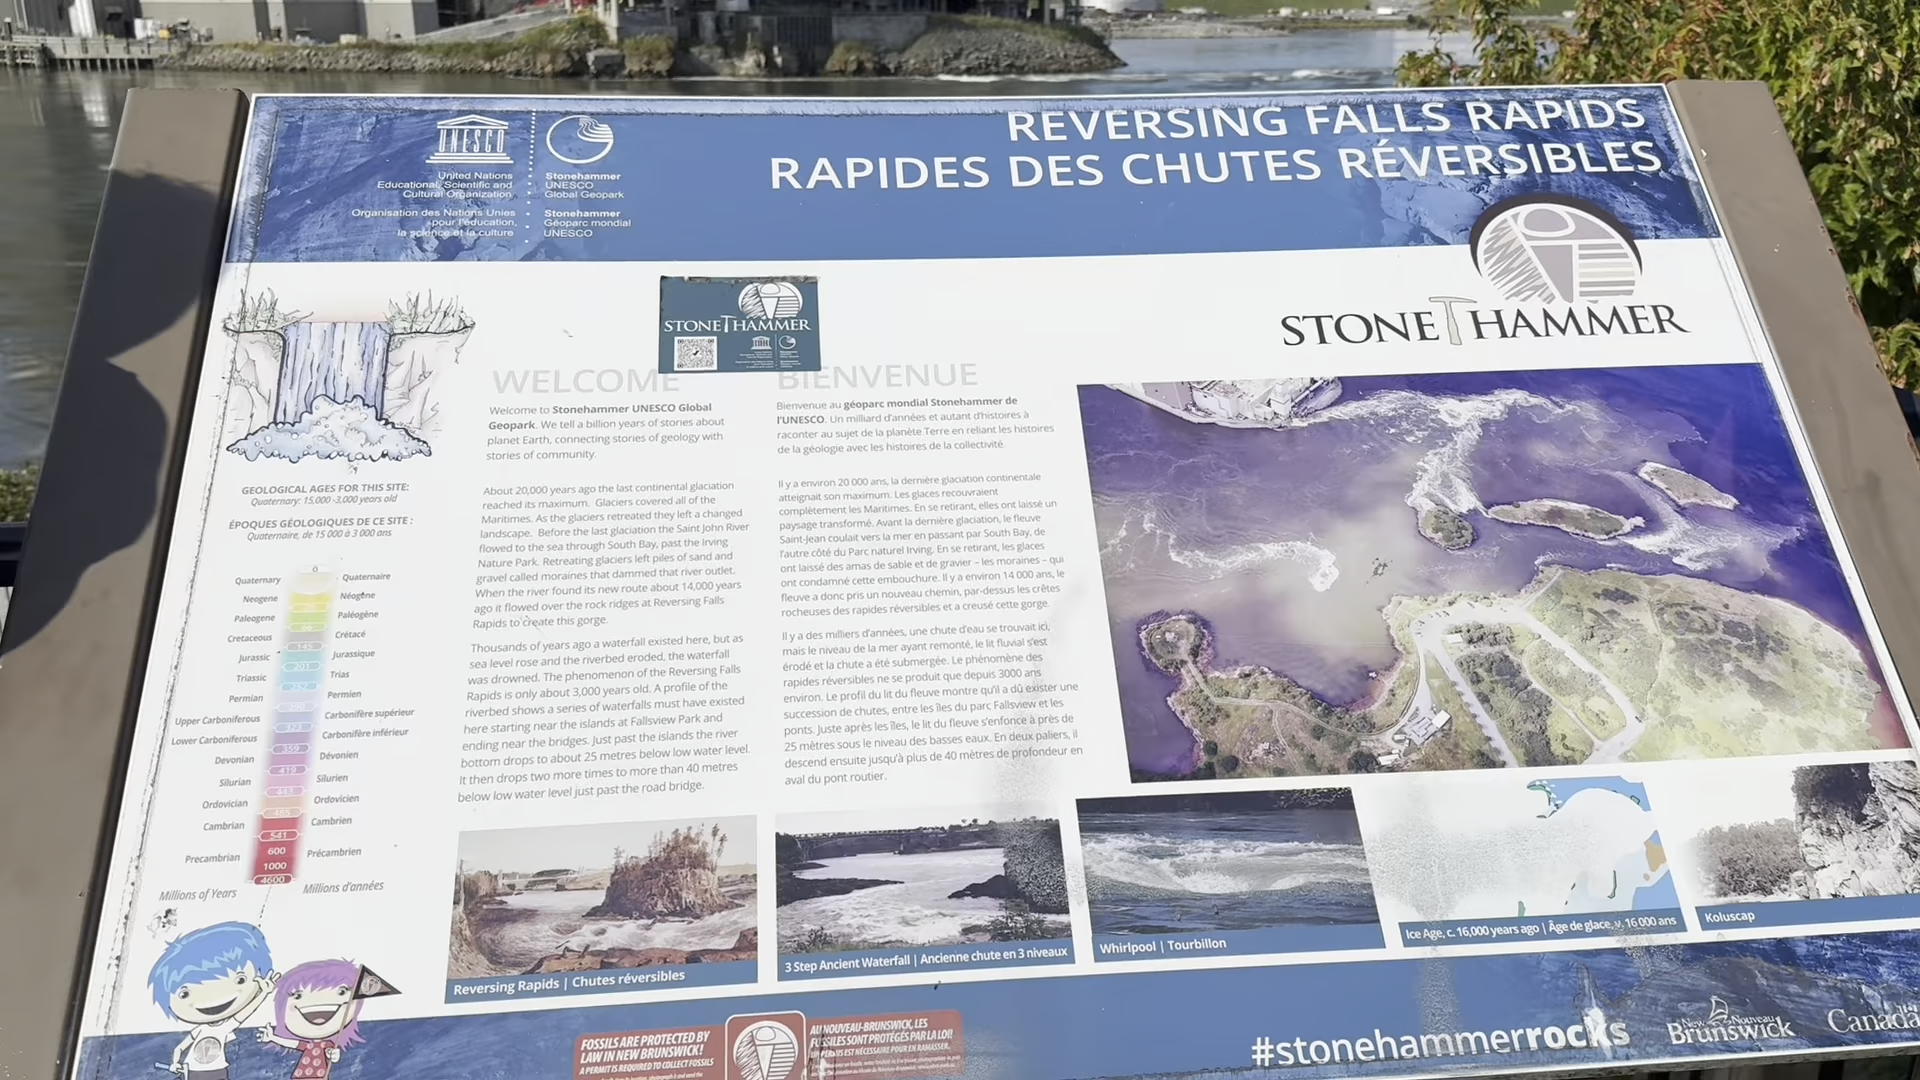 REVERSING FALLS RAPIDS
RAPIDES DES CHUTES RÉVERSIBLES
UNESCO
United Nations
Educational, Scientific and
Cultural Organization
Organisation des Nations Unies
pour l'éducation,
la science et la culture
Stonehammer
UNESCO
Global Geopark
Stonehammer
Géoparc mondial
UNESCO
STONEHAMMER
STONEHAMMER
GEOLOGICAL AGES FOR THIS SITE:
Quaternary: 15,000 -3,000 years old
ÉPOQUES GÉOLOGIQUES DE CE SITE :
Quaternaire, de 15 000 à 3 000 ans
0
Quaternary Quaternaire
Neogene Néogène
Paleogene Paléogène
Cretaceous Crétacé
145
Jurassic Jurassique
201
Triassic Trias
252
Permian Permien
Upper Carboniferous Carbonifère supérieur
323
Lower Carboniferous Carbonifère inférieur
359
Devonian Dévonien
419
Silurian Silurien
443
Ordovician Ordovicien
485
Cambrian Cambrien
541
600
Precambrian Précambrien
1000
4600
Millions of Years Millions d'années
WELCOME
Welcome to Stonehammer UNESCO Global
Geopark. We tell a billion years of stories about
planet Earth, connecting stories of geology with
stories of community.
About 20,000 years ago the last continental glaciation
reached its maximum. Glaciers covered all of the
Maritimes. As the glaciers retreated they left a changed
landscape. Before the last glaciation the Saint John River
flowed to the sea through South Bay, past the Irving
Nature Park. Retreating glaciers left piles of sand and
gravel called moraines that dammed that river outlet.
When the river found its new route about 14,000 years
ago it flowed over the rock ridges at Reversing Falls
Rapids to create this gorge.
Thousands of years ago a waterfall existed here, but as
sea level rose and the riverbed eroded, the waterfall
was drowned. The phenomenon of the Reversing Falls
Rapids is only about 3,000 years old. A profile of the
riverbed shows a series of waterfalls must have existed
here starting near the islands at Fallsview Park and
ending near the bridges. Just past the islands the river
bottom drops to about 25 metres below low water level.
It then drops two more times to more than 40 metres
below low water level just past the road bridge.
BIENVENUE
Bienvenue au géoparc mondial Stonehammer de
l'UNESCO. Un milliard d'années et autant d'histoires à
raconter au sujet de la planète Terre en reliant les histoires
de la géologie avec les histoires de la collectivité.
Il y a environ 20 000 ans, la dernière glaciation continentale
atteignait son maximum. Les glaces recouvraient
complètement les Maritimes. En se retirant, elles ont laissé un
paysage transformé. Avant la dernière glaciation, le fleuve
Saint-Jean coulait vers la mer en passant par South Bay, de
l'autre côté du Parc naturel Irving. En se retirant, les glaces
ont laissé des amas de sable et de gravier – les moraines – qui
ont condamné cette embouchure. Il y a environ 14 000 ans, le
fleuve a donc pris un nouveau chemin, par-dessus les crêtes
rocheuses des rapides réversibles et a creusé cette gorge.
Il y a des milliers d'années, une chute d'eau se trouvait ici,
mais le niveau de la mer ayant remonté, le lit fluvial s'est
érodé et la chute a été submergée. Le phénomène des
rapides réversibles ne se produit que depuis 3000 ans
environ. Le profil du lit du fleuve montre qu'il a dû exister une
succession de chutes, entre les îles du parc Fallsview et les
ponts. Juste après les îles, le lit du fleuve s'enfonce à près de
25 mètres sous le niveau des basses eaux. En deux paliers, il
descend ensuite jusqu'à plus de 40 mètres de profondeur en
aval du pont routier.
Reversing Rapids | Chutes réversibles
3 Step Ancient Waterfall | Ancienne chute en 3 niveaux
Whirlpool | Tourbillon
Ice Age, c. 16,000 years ago | Âge de glace, v. 16 000 ans
Koluscap
FOSSILS ARE PROTECTED BY
LAW IN NEW BRUNSWICK!
A PERMIT IS REQUIRED TO COLLECT FOSSILS
AU NOUVEAU-BRUNSWICK, LES
FOSSILES SONT PROTÉGÉS PAR LA LOI!
UN PERMIS EST NÉCESSAIRE POUR EN RAMASSER.
#stonehammerrocks
New Nouveau
Brunswick
Canada